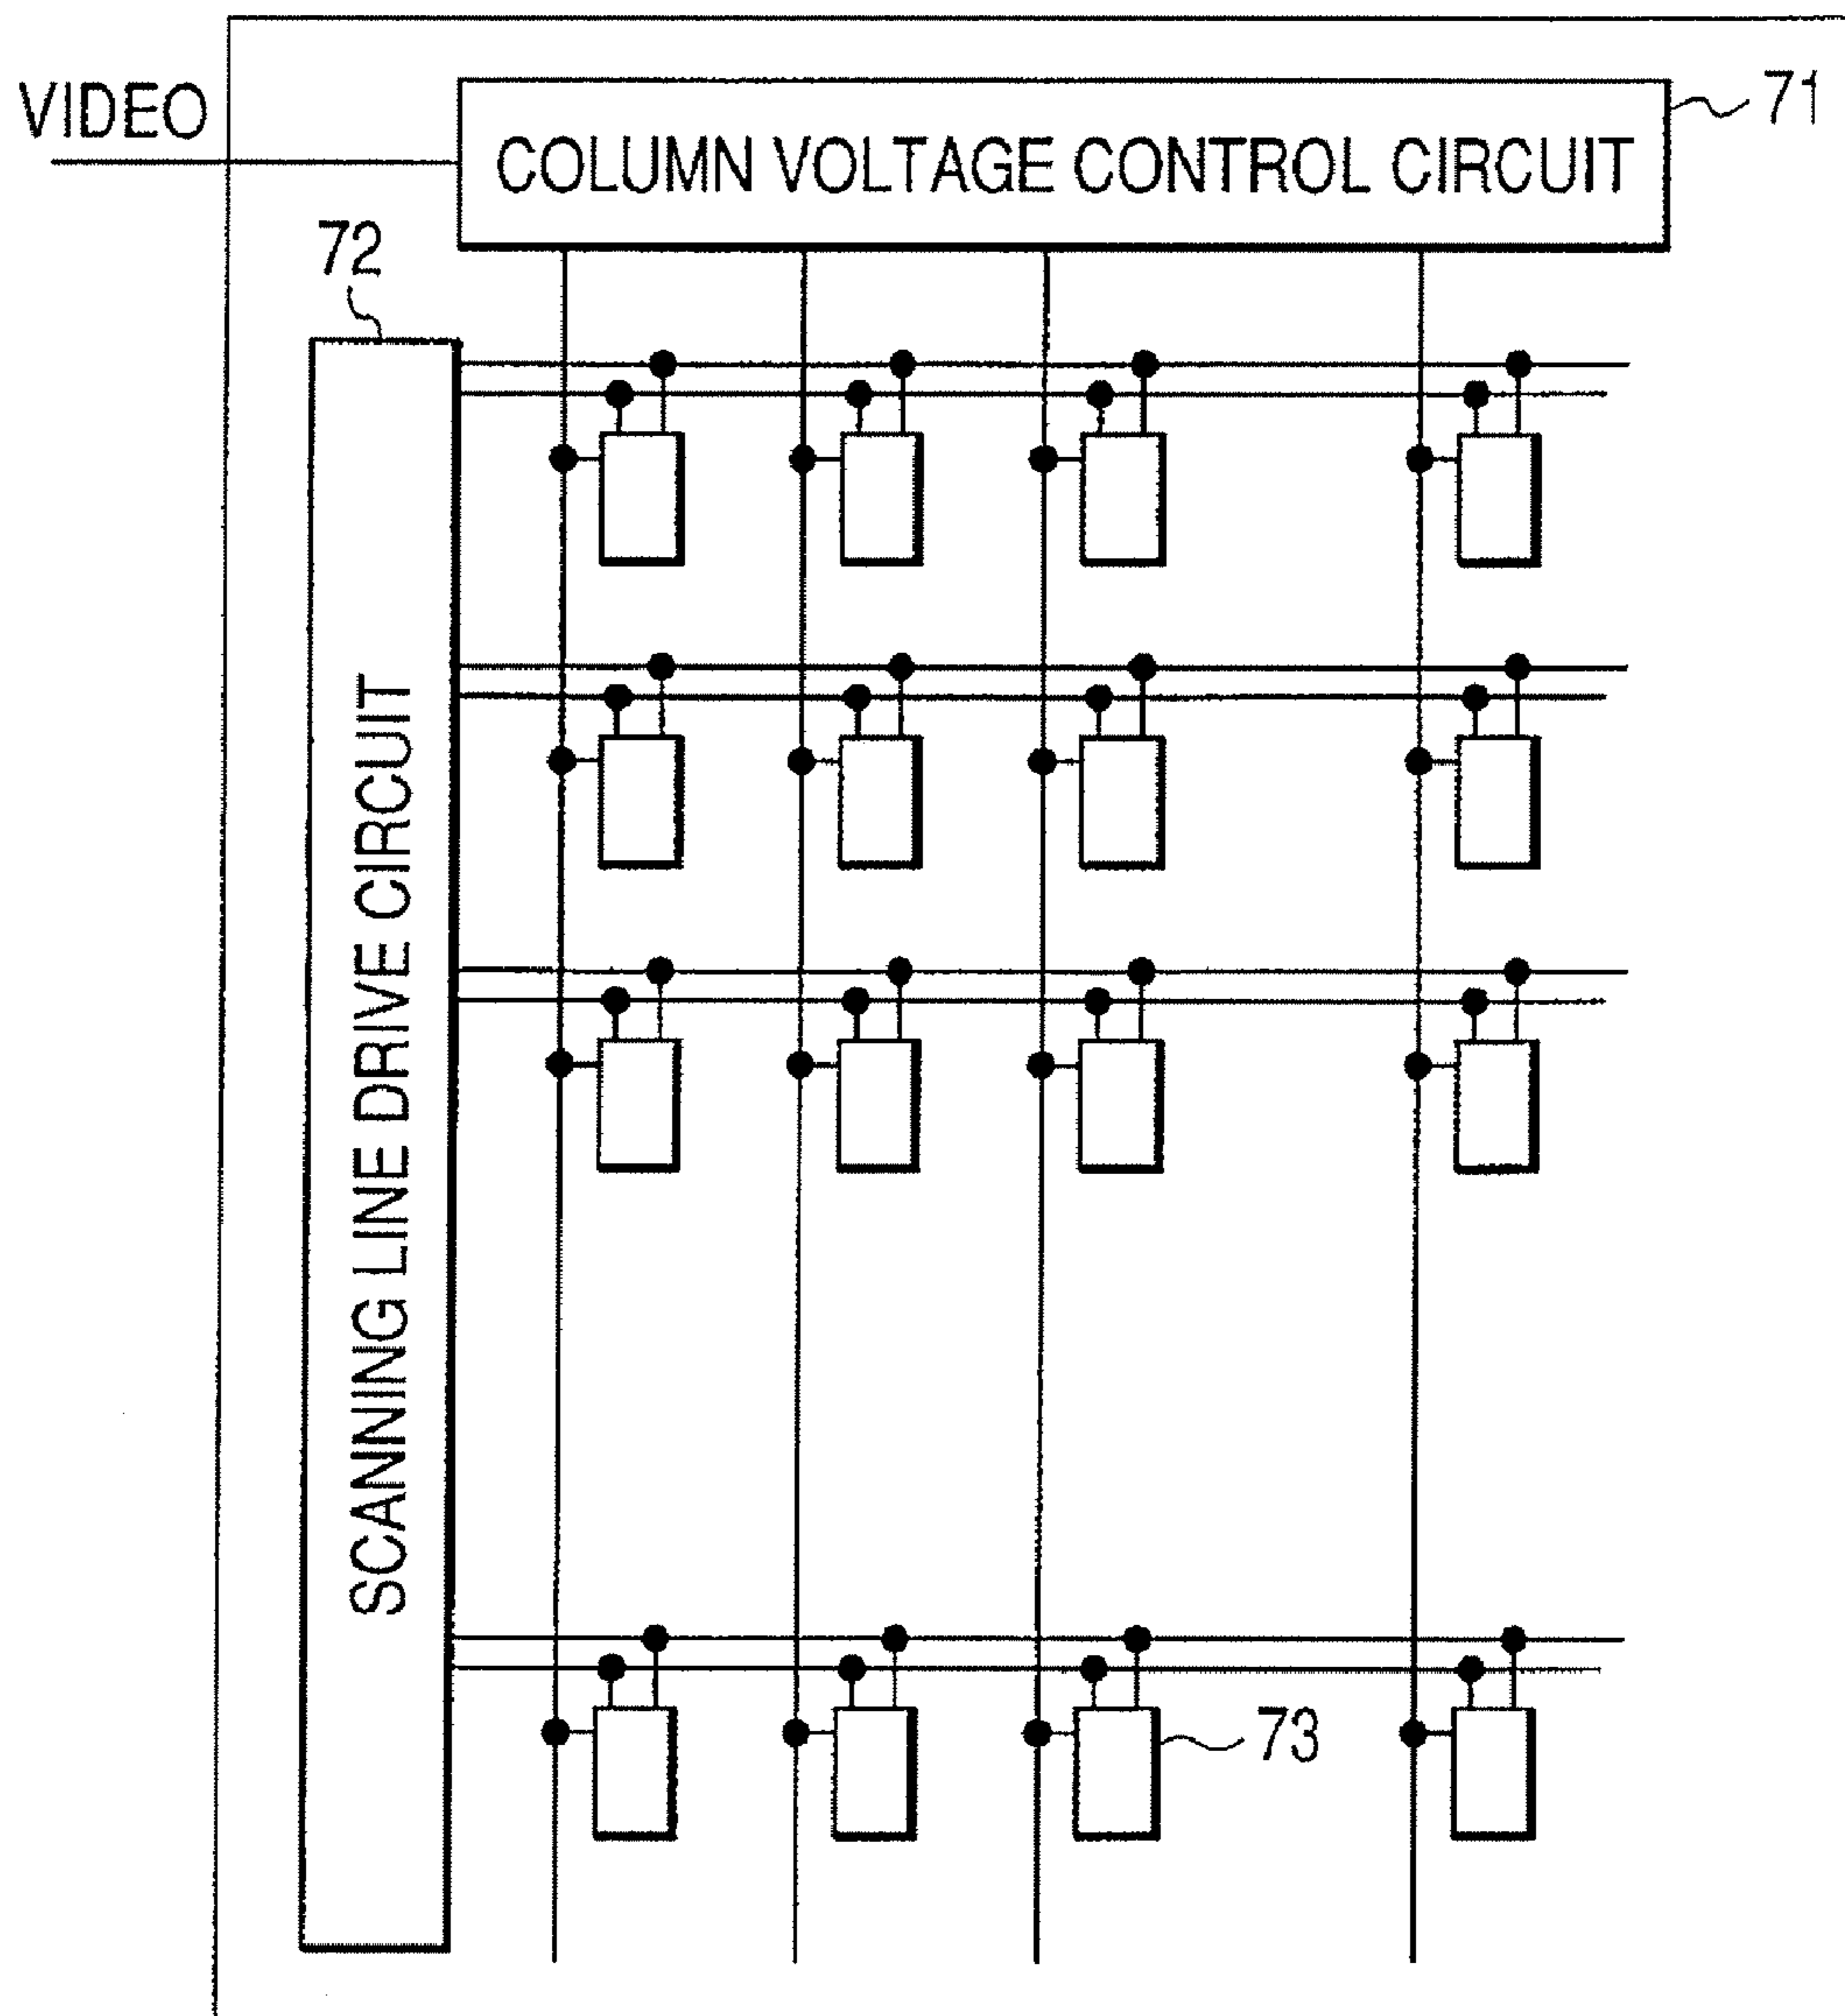 VIDEO
COLUMN VOLTAGE CONTROL CIRCUIT
71
72
SCANNING LINE DRIVE CIRCUIT
73